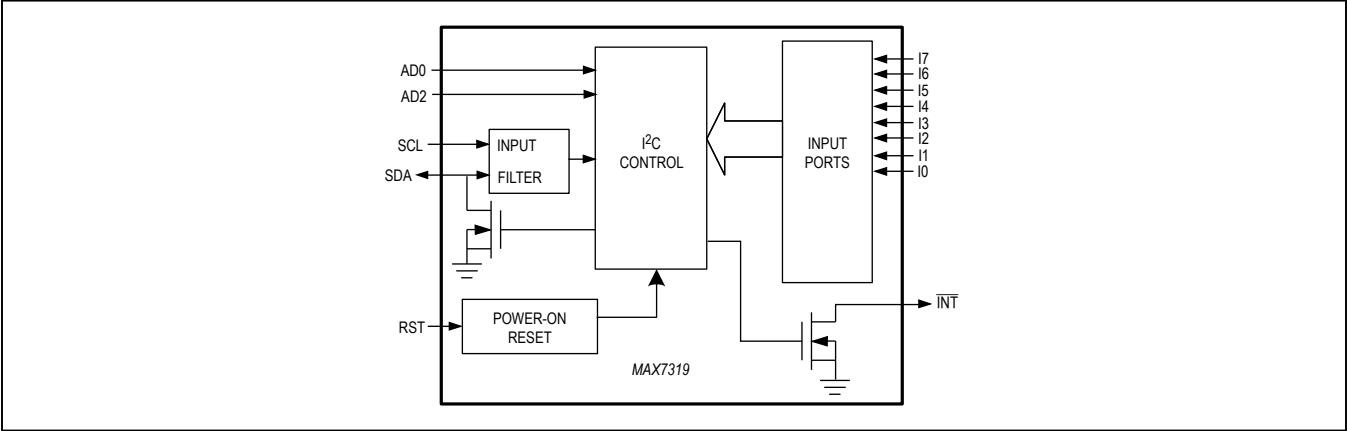 AD0
AD2
SCL
SDA
INPUT
FILTER
I²C
CONTROL
INPUT
PORTS
I7
I6
I5
I4
I3
I2
I1
I0
RST
POWER-ON
RESET
INT
MAX7319